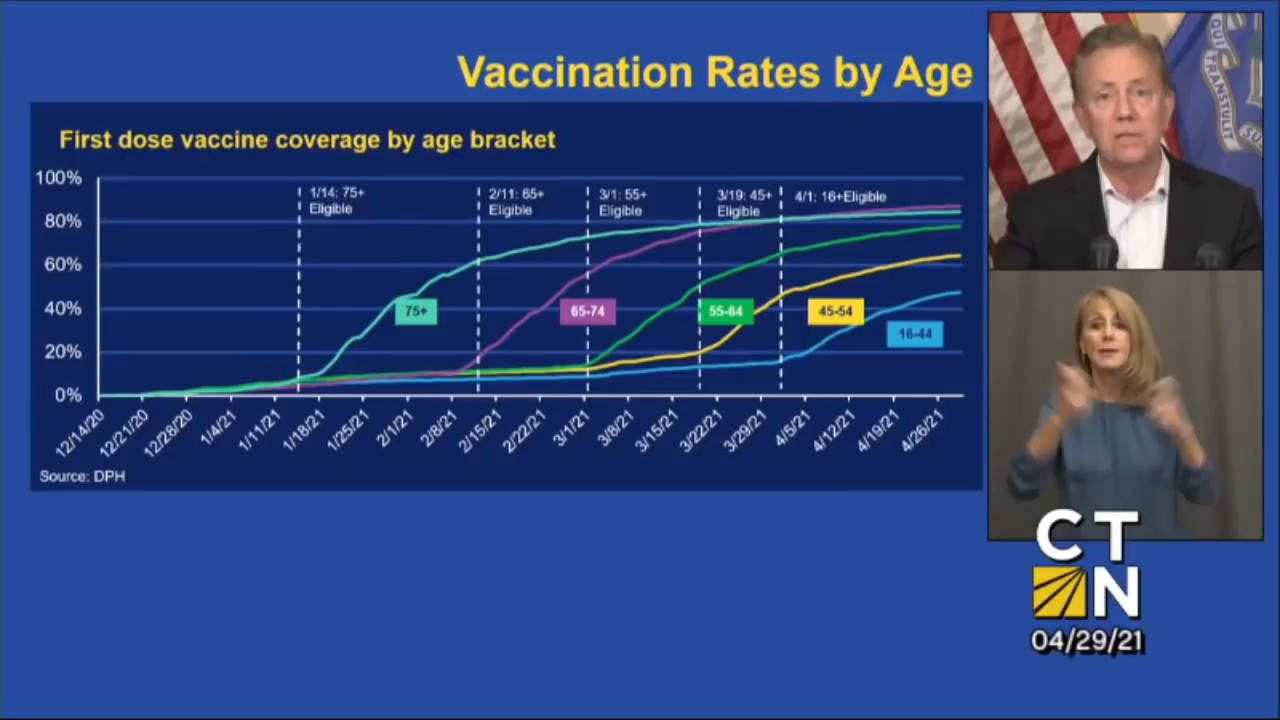 Vaccination Rates by Age
First dose vaccine coverage by age bracket
100%
80%
60%
40%
20%
0%
1/14: 75+
Eligible
2/11: 65+
Eligible
3/1: 55+
Eligible
3/19: 45+
Eligible
4/1: 16+Eligible
75+
65-74
55-64
45-54
16-44
12/14/20
12/21/20
12/28/20
1/4/21
1/11/21
1/18/21
1/25/21
2/1/21
2/8/21
2/15/21
2/22/21
3/1/21
3/8/21
3/15/21
3/22/21
3/29/21
4/5/21
4/12/21
4/19/21
4/26/21
Source: DPH
QUI
TRANSTULIT
SUS
CT
N
04/29/21